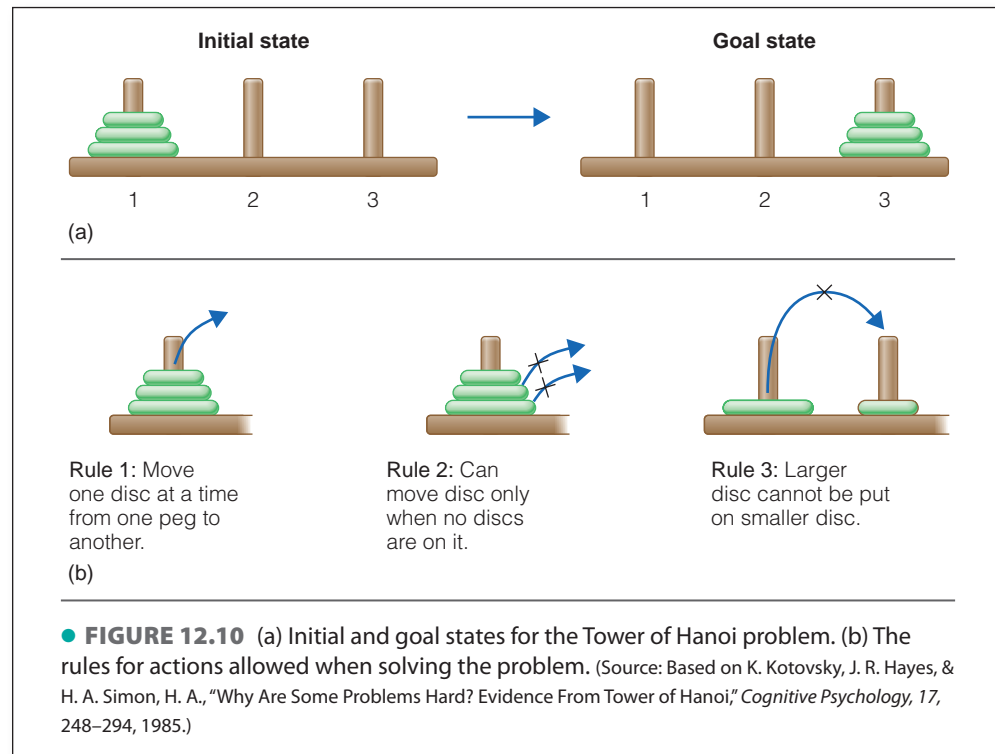 Initial state Goal state
1 2 3 1 2 3
(a)
Rule 1: Move
one disc at a time
from one peg to
another.
Rule 2: Can
move disc only
when no discs
are on it.
Rule 3: Larger
disc cannot be put
on smaller disc.
(b)
● FIGURE 12.10 (a) Initial and goal states for the Tower of Hanoi problem. (b) The
rules for actions allowed when solving the problem. (Source: Based on K. Kotovsky, J. R. Hayes, &
H. A. Simon, H. A., “Why Are Some Problems Hard? Evidence From Tower of Hanoi,” Cognitive Psychology, 17,
248–294, 1985.)